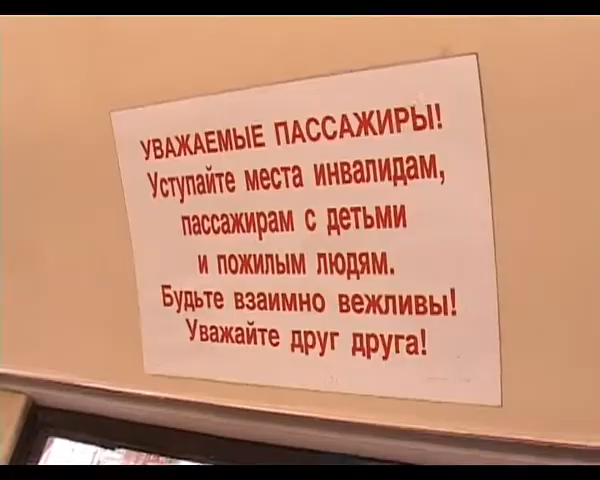 УВАЖАЕМЫЕ ПАССАЖИРЫ!
Уступайте места инвалидам,
пассажирам с детьми
и пожилым людям.
Будьте взаимно вежливы!
Уважайте друг друга!